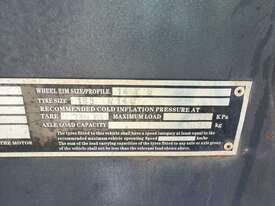 WHEEL RIM SIZE/PROFILE
TYRE SIZE
RECOMMENDED COLD INFLATION PRESSURE AT
TARE MAXIMUM LOAD KPa
AXLE LOAD CAPACITY kg
The tyres fitted to this vehicle shall have a speed category at least equal to the
recommended maximum vehicle operating Speed km/hr
The sum of the load carrying capacities of the tyres fitted to any axle or axle group
of the vehicle shall not be less than the relevant load shown above.
THE MOTOR